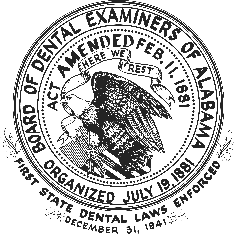 BOARD OF DENTAL EXAMINERS OF ALABAMA
ORGANIZED JULY 19, 1881
ACT AMENDED FEB. 11, 1881
HERE WE REST
FIRST STATE DENTAL LAWS ENFORCED
DECEMBER 31, 1841